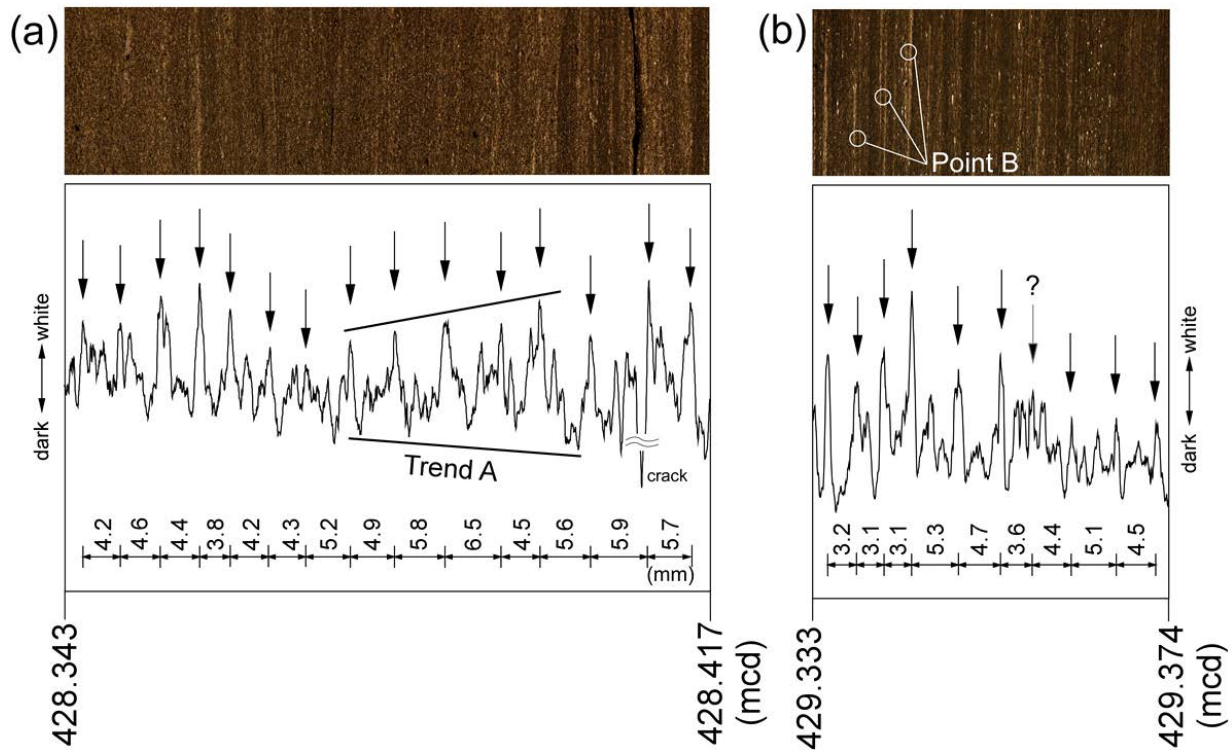 (a)
(b)
Point B
dark ↔ white
Trend A
crack
4.2 4.6 4.4 3.8 4.2 4.3 5.2 4.9 5.8 6.5 4.5 5.6 5.9 5.7
(mm)
428.343
428.417
(mcd)
?
dark ↔ white
3.2 3.1 3.1 5.3 4.7 3.6 4.4 5.1 4.5
429.333
429.374
(mcd)